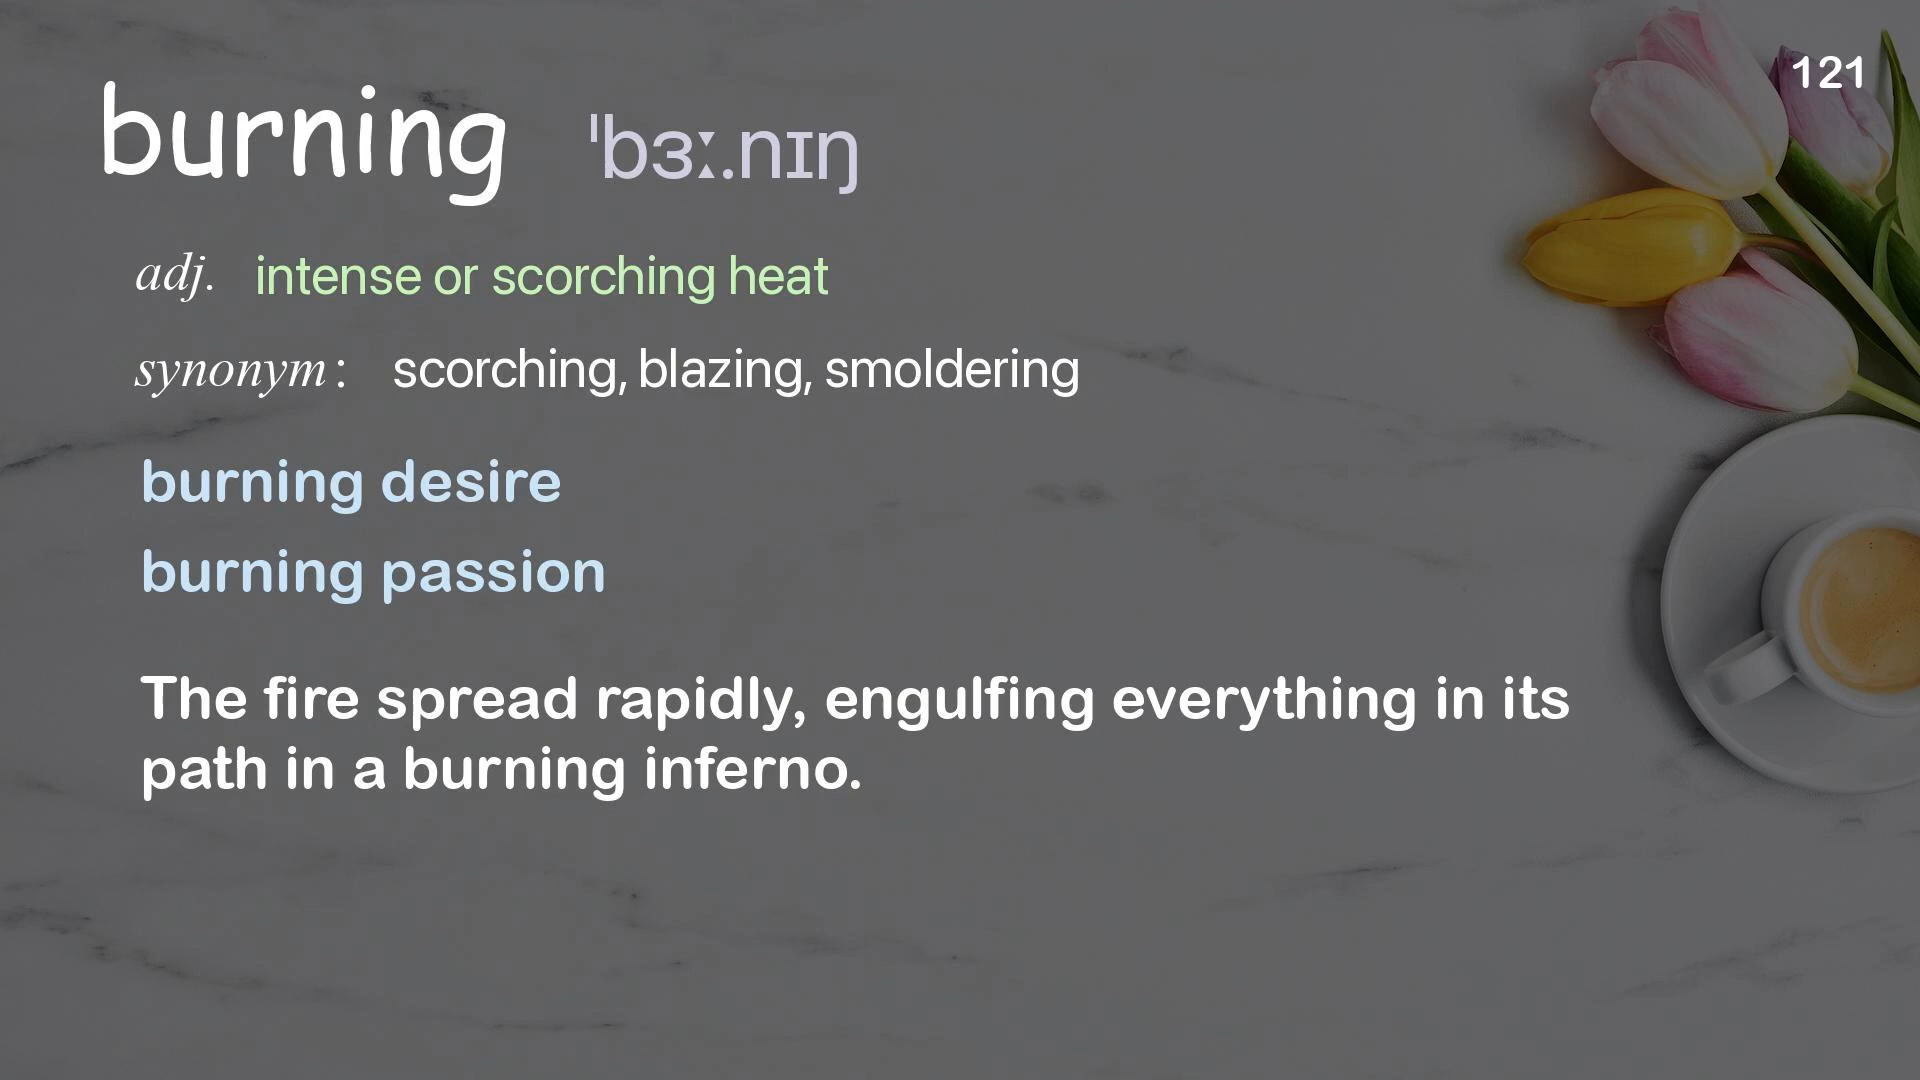 121
burning ˈbɜː.nɪŋ
adj. intense or scorching heat
synonym : scorching, blazing, smoldering
burning desire
burning passion
The fire spread rapidly, engulfing everything in its
path in a burning inferno.